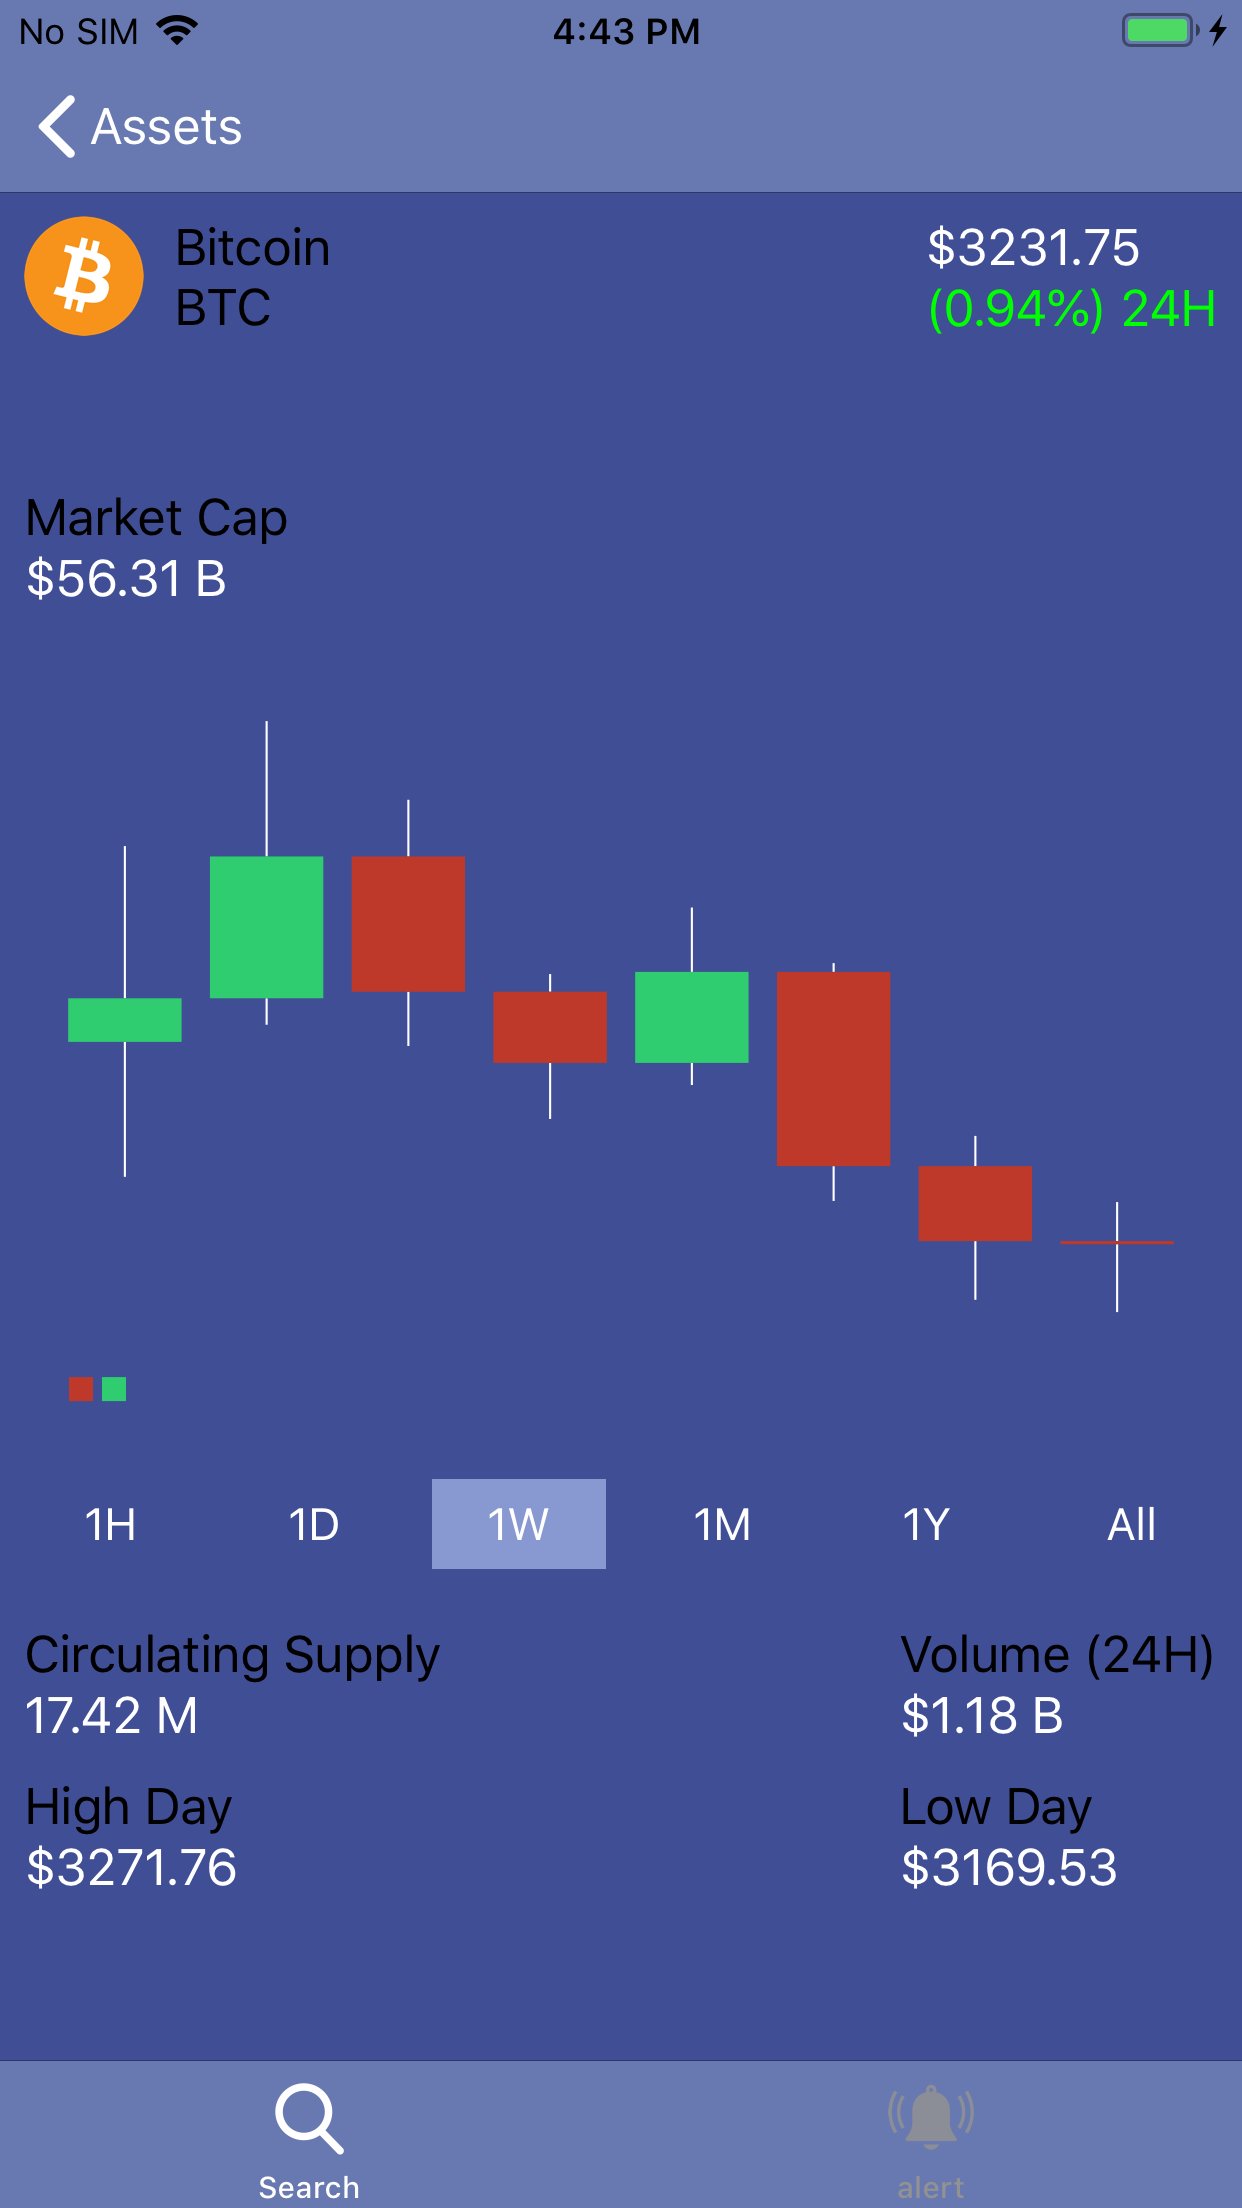 No SIM 4:43 PM
Assets
Bitcoin $3231.75
BTC (0.94%) 24H
Market Cap
$56.31 B
1H 1D 1W 1M 1Y All
Circulating Supply Volume (24H)
17.42 M $1.18 B
High Day Low Day
$3271.76 $3169.53
Search alert